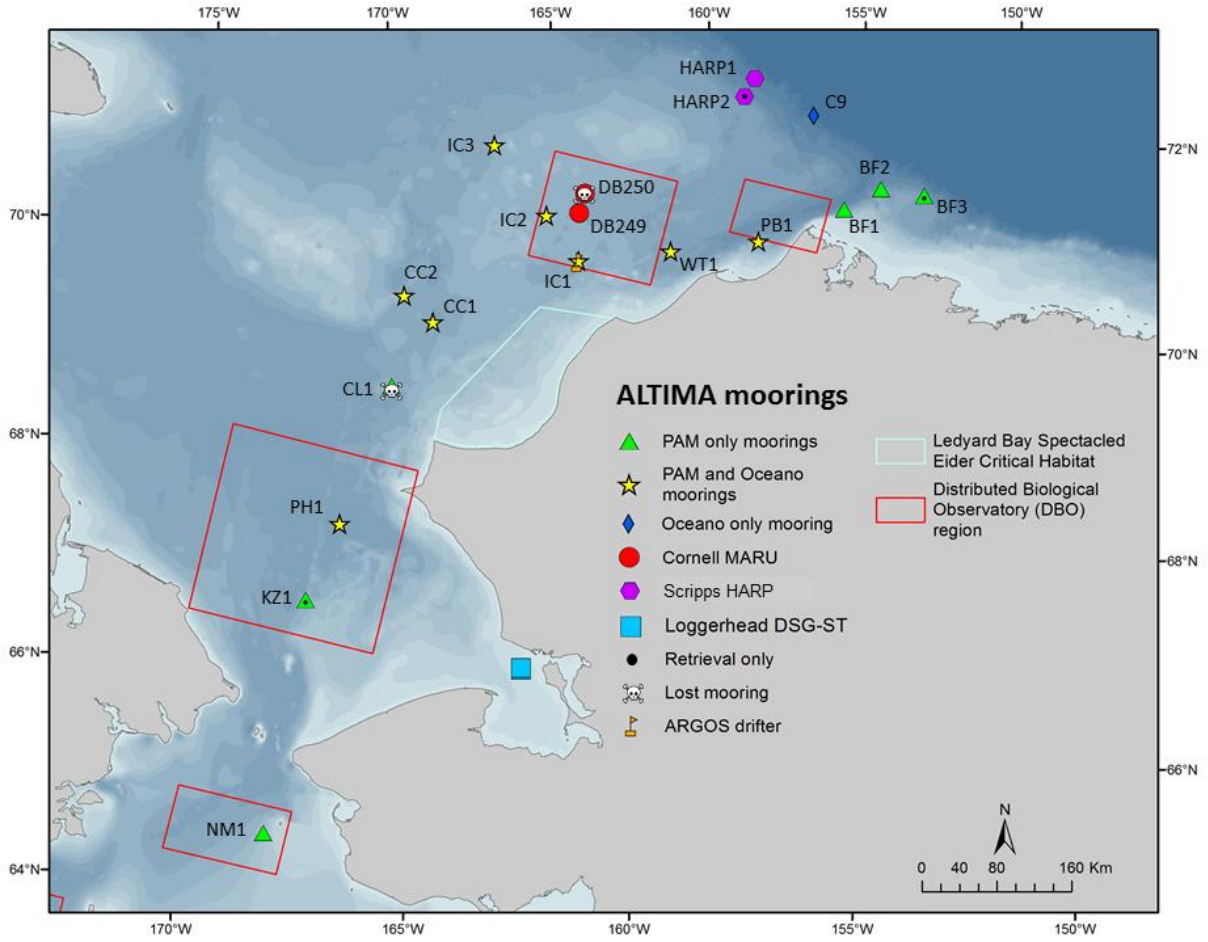 175°W 170°W 165°W 160°W 155°W 150°W
HARP1
HARP2
C9
IC3
72°N
BF2
DB250
BF3
70°N
IC2
DB249
PB1
BF1
WT1
IC1
CC2
CC1
70°N
CL1
ALTIMA moorings
68°N
PAM only moorings
PAM and Oceano
moorings
Oceano only mooring
Cornell MARU
Scripps HARP
Loggerhead DSG-ST
Retrieval only
Lost mooring
ARGOS drifter
Ledyard Bay Spectacled
Eider Critical Habitat
Distributed Biological
Observatory (DBO)
region
PH1
68°N
KZ1
66°N
66°N
NM1
N
64°N
0 40 80 160 Km
170°W 165°W 160°W 155°W 150°W